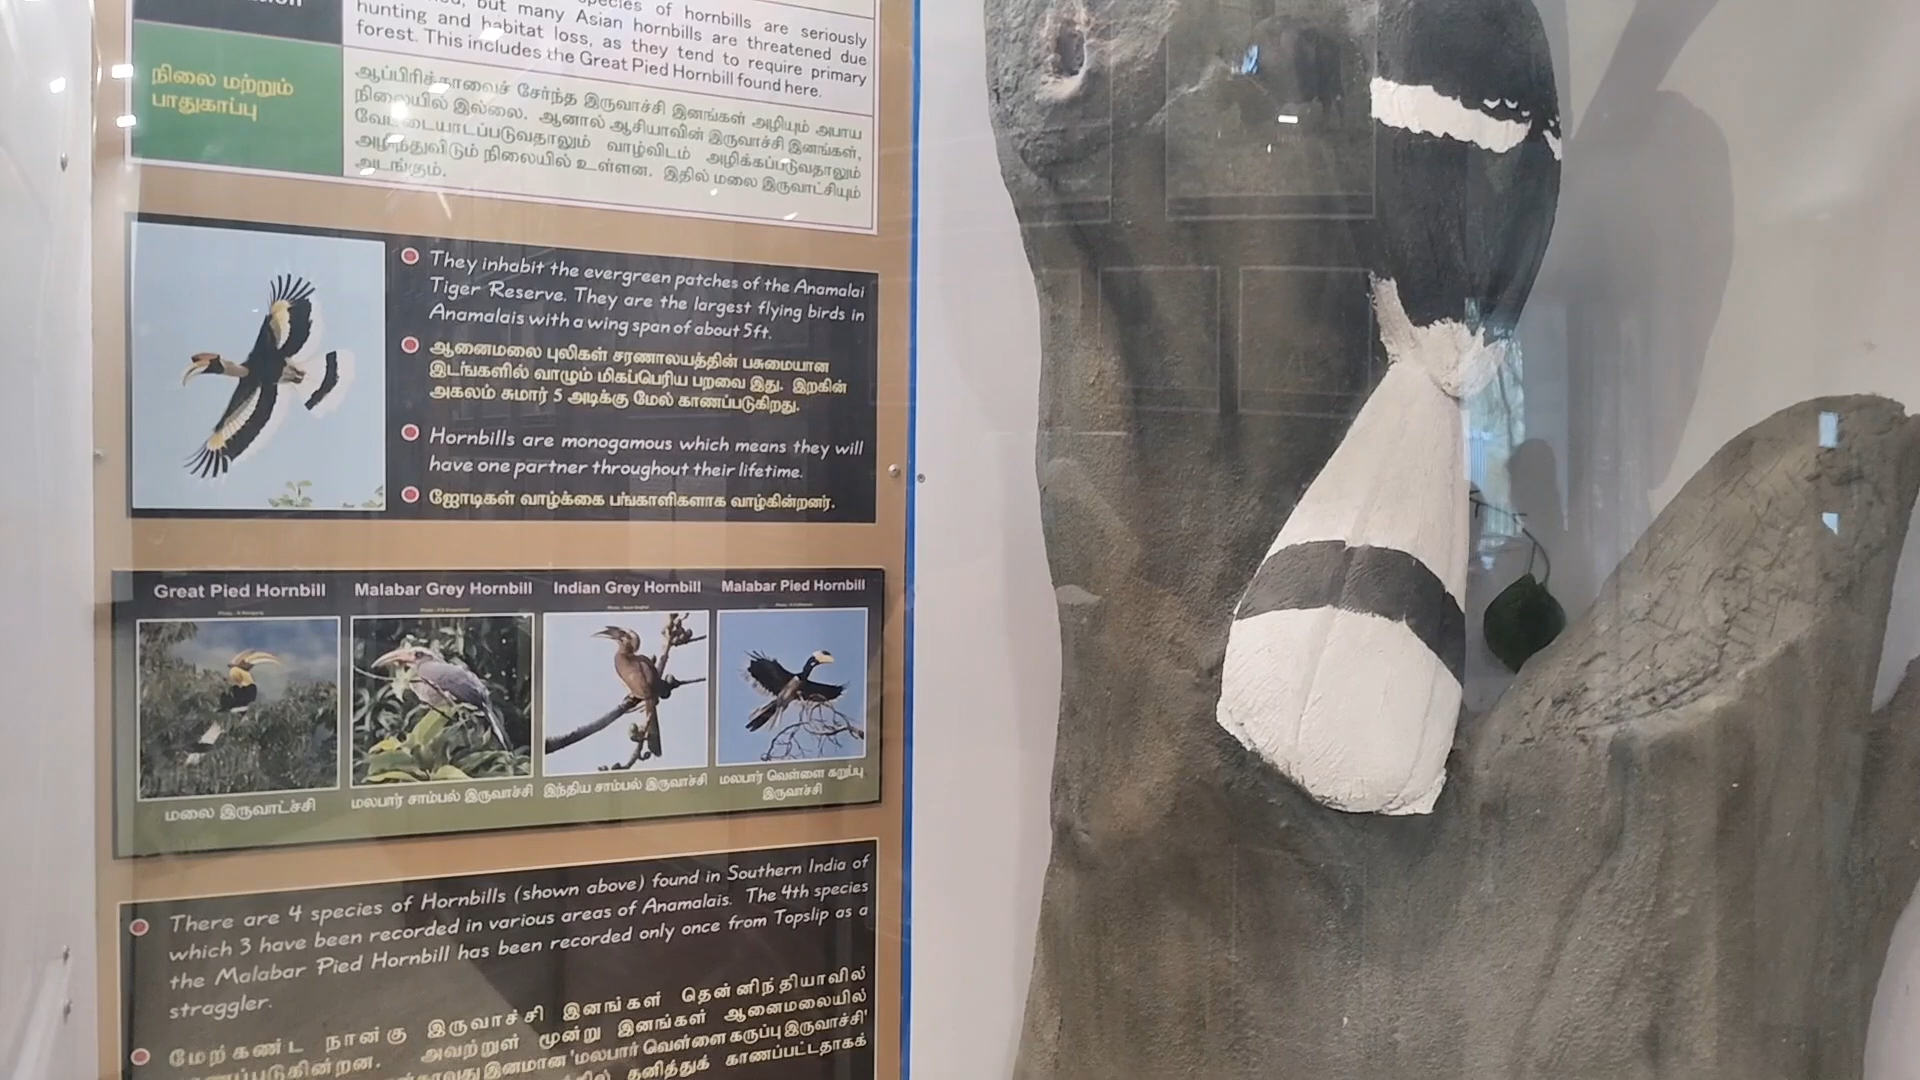 species of hornbills are seriously
but many Asian hornbills are threatened due
hunting and habitat loss, as they tend to require primary
forest. This includes the Great Pied Hornbill found here.
நிலை மற்றும்
பாதுகாப்பு
ஆப்பிரிக்காவைச் சேர்ந்த இருவாச்சி இனங்கள் அழியும் அபாய
நிலையில் இல்லை. ஆனால் ஆசியாவின் இருவாச்சி இனங்கள்,
வேட்டையாடப்படுவதாலும் வாழ்விடம் அழிக்கப்படுவதாலும்
அழிந்துவிடும் நிலையில் உள்ளன. இதில் மலை இருவாட்சியும்
அடங்கும்.
They inhabit the evergreen patches of the Anamalai
Tiger Reserve. They are the largest flying birds in
Anamalais with a wing span of about 5ft.
ஆனைமலை புலிகள் சரணாலயத்தின் பசுமையான
இடங்களில் வாழும் மிகப்பெரிய பறவை இது. இறகின்
அகலம் சுமார் 5 அடிக்கு மேல் காணப்படுகிறது.
Hornbills are monogamous which means they will
have one partner throughout their lifetime.
ஜோடிகள் வாழ்க்கை பங்காளிகளாக வாழ்கின்றனர்.
Great Pied Hornbill
Malabar Grey Hornbill
Indian Grey Hornbill
Malabar Pied Hornbill
மலை இருவாட்ச்சி
மலபார் சாம்பல் இருவாச்சி
இந்திய சாம்பல் இருவாச்சி
மலபார் வெள்ளை கறுப்பு
இருவாச்சி
There are 4 species of Hornbills (shown above) found in Southern India of
which 3 have been recorded in various areas of Anamalais. The 4th species
the Malabar Pied Hornbill has been recorded only once from Topslip as a
straggler.
மேற்கண்ட நான்கு இருவாச்சி இனங்கள் தென்னிந்தியாவில்
காணப்படுகின்றன. அவற்றுள் மூன்று இனங்கள் ஆனைமலையில்
இனமான 'மலபார் வெள்ளை கருப்பு இருவாச்சி'
தனித்துக் காணப்பட்டதாகக்